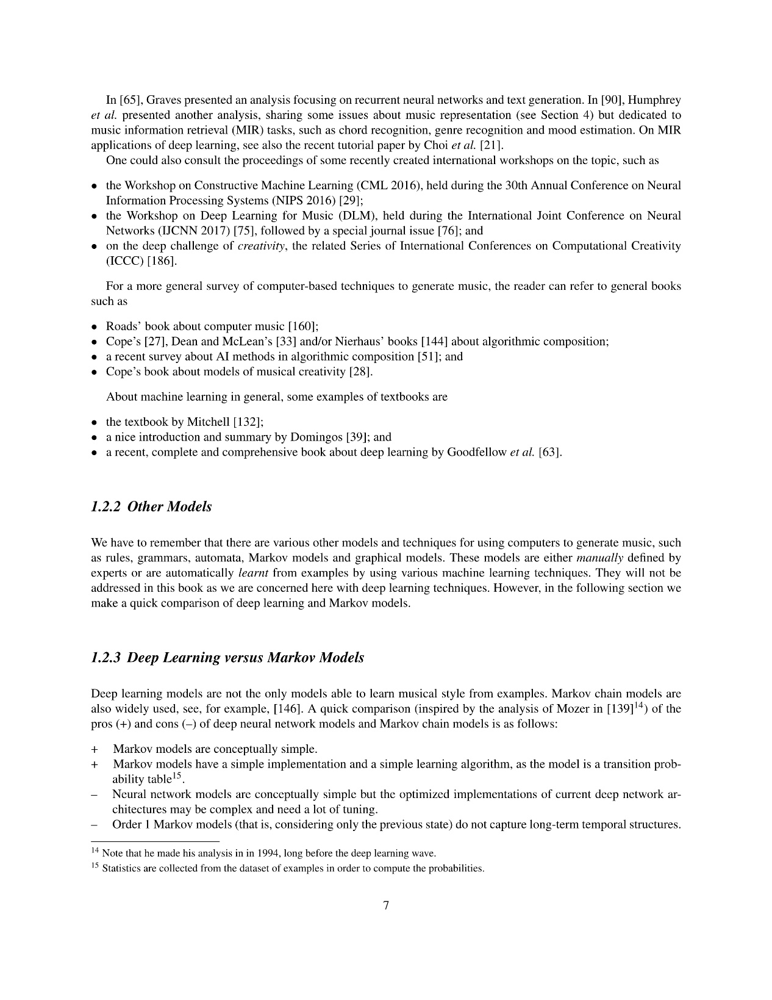 In [65], Graves presented an analysis focusing on recurrent neural networks and text generation. In [90], Humphrey
et al. presented another analysis, sharing some issues about music representation (see Section 4) but dedicated to
music information retrieval (MIR) tasks, such as chord recognition, genre recognition and mood estimation. On MIR
applications of deep learning, see also the recent tutorial paper by Choi et al. [21].
One could also consult the proceedings of some recently created international workshops on the topic, such as
• the Workshop on Constructive Machine Learning (CML 2016), held during the 30th Annual Conference on Neural
Information Processing Systems (NIPS 2016) [29];
• the Workshop on Deep Learning for Music (DLM), held during the International Joint Conference on Neural
Networks (IJCNN 2017) [75], followed by a special journal issue [76]; and
• on the deep challenge of creativity, the related Series of International Conferences on Computational Creativity
(ICCC) [186].
For a more general survey of computer-based techniques to generate music, the reader can refer to general books
such as
• Roads’ book about computer music [160];
• Cope’s [27], Dean and McLean’s [33] and/or Nierhaus’ books [144] about algorithmic composition;
• a recent survey about AI methods in algorithmic composition [51]; and
• Cope’s book about models of musical creativity [28].
About machine learning in general, some examples of textbooks are
• the textbook by Mitchell [132];
• a nice introduction and summary by Domingos [39]; and
• a recent, complete and comprehensive book about deep learning by Goodfellow et al. [63].
1.2.2 Other Models
We have to remember that there are various other models and techniques for using computers to generate music, such
as rules, grammars, automata, Markov models and graphical models. These models are either manually defined by
experts or are automatically learnt from examples by using various machine learning techniques. They will not be
addressed in this book as we are concerned here with deep learning techniques. However, in the following section we
make a quick comparison of deep learning and Markov models.
1.2.3 Deep Learning versus Markov Models
Deep learning models are not the only models able to learn musical style from examples. Markov chain models are
also widely used, see, for example, [146]. A quick comparison (inspired by the analysis of Mozer in [139]14) of the
pros (+) and cons (–) of deep neural network models and Markov chain models is as follows:
+ Markov models are conceptually simple.
+ Markov models have a simple implementation and a simple learning algorithm, as the model is a transition prob-
ability table15.
– Neural network models are conceptually simple but the optimized implementations of current deep network ar-
chitectures may be complex and need a lot of tuning.
– Order 1 Markov models (that is, considering only the previous state) do not capture long-term temporal structures.
14 Note that he made his analysis in in 1994, long before the deep learning wave.
15 Statistics are collected from the dataset of examples in order to compute the probabilities.
7